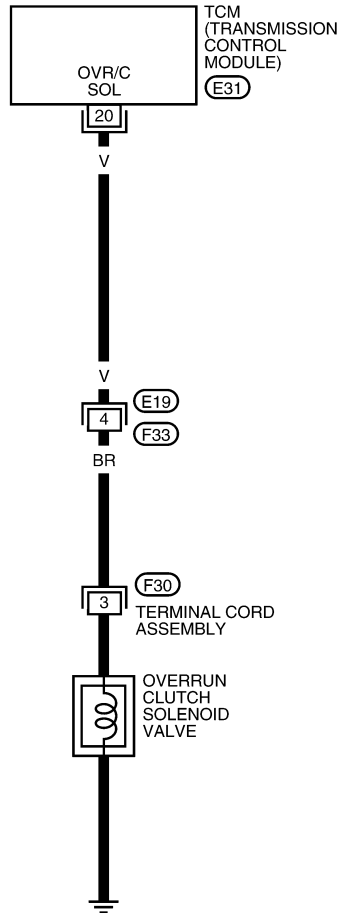 TCM
(TRANSMISSION
CONTROL
MODULE)
E31
OVR/C
SOL
20
V
V
E19
4
F33
BR
F30
3
TERMINAL CORD
ASSEMBLY
OVERRUN
CLUTCH
SOLENOID
VALVE